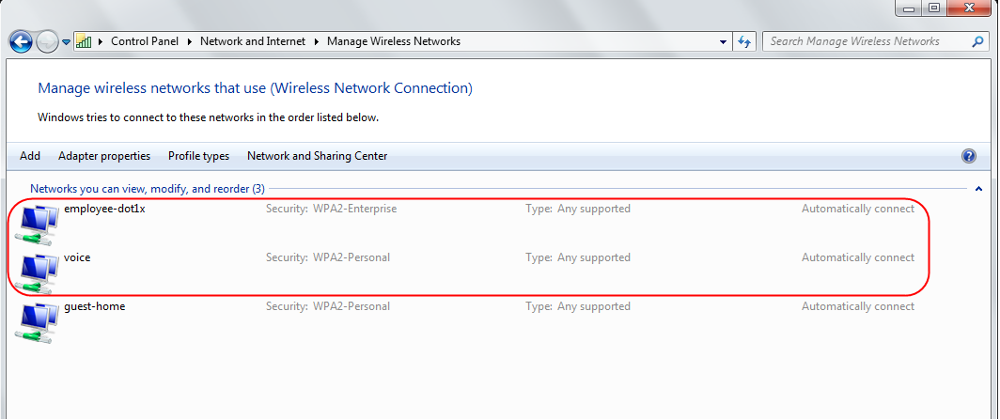 Control Panel Network and Internet Manage Wireless Networks Search Manage Wireless Networks
Manage wireless networks that use (Wireless Network Connection)
Windows tries to connect to these networks in the order listed below.
Add Adapter properties Profile types Network and Sharing Center ?
Networks you can view, modify, and reorder (3)
employee-dot1x Security: WPA2-Enterprise Type: Any supported Automatically connect
voice Security: WPA2-Personal Type: Any supported Automatically connect
guest-home Security: WPA2-Personal Type: Any supported Automatically connect